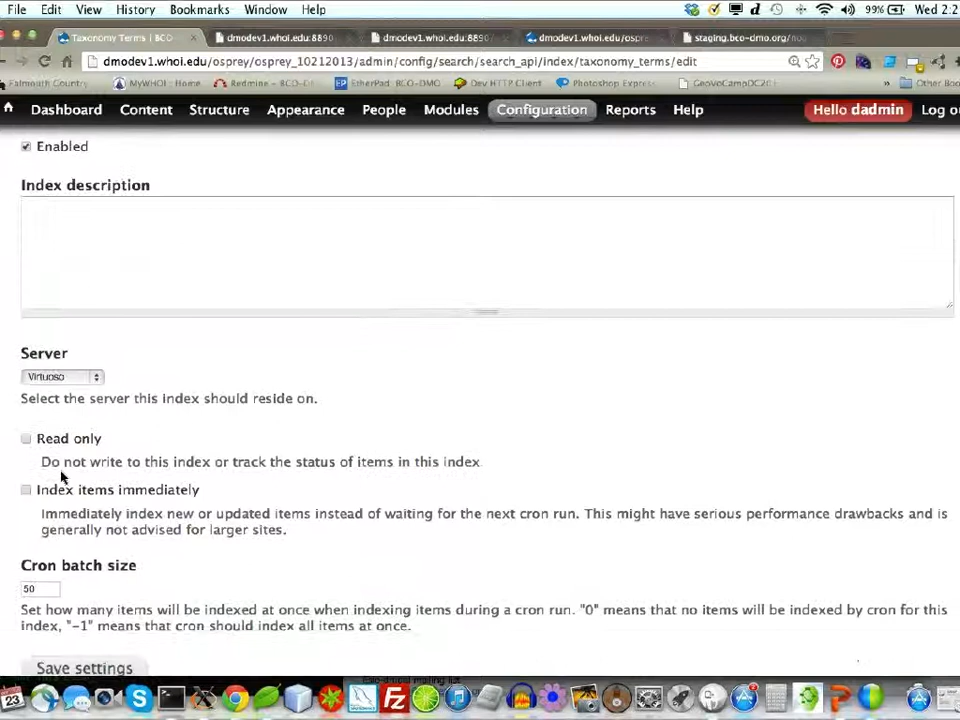 File Edit View History Bookmarks Window Help 99% Wed 2:2
Taxonomy Terms | BCO- dmodev1.whoi.edu:8890 dmodev1.whoi.edu:8890/ dmodev1.whoi.edu/ospre staging.bco-dmo.org/no
dmodev1.whoi.edu/osprey/osprey_10212013/admin/config/search/search_api/index/taxonomy_terms/edit
Falmouth Country MyWHOI: Home Redmine – BCO-D EtherPad: BCO-DMO Dev HTTP Client Photoshop Express GeoVoCampDC20 » Other Boo
Dashboard Content Structure Appearance People Modules Configuration Reports Help Hello dadmin Log o
Enabled
Index description
Server
Virtuoso
Select the server this index should reside on.
Read only
Do not write to this index or track the status of items in this index.
Index items immediately
Immediately index new or updated items instead of waiting for the next cron run. This might have serious performance drawbacks and is
generally not advised for larger sites.
Cron batch size
50
Set how many items will be indexed at once when indexing items during a cron run. "0" means that no items will be indexed by cron for this
index, "-1" means that cron should index all items at once.
Save settings
23